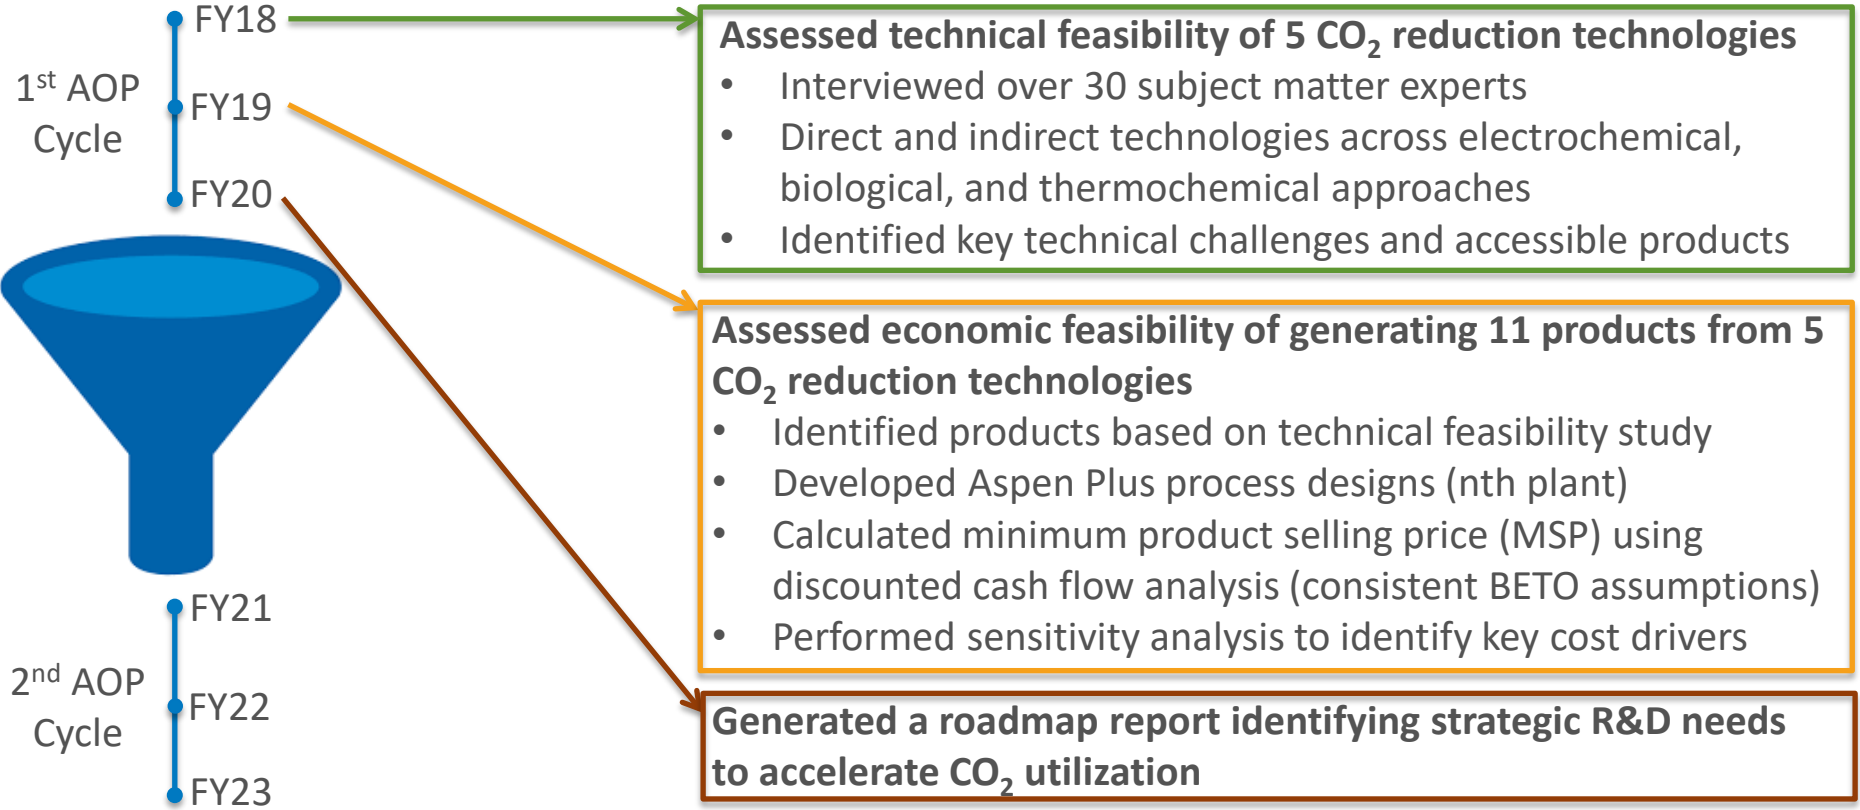 FY18
1st AOP
Cycle
FY19
FY20
FY21
2nd AOP
Cycle
FY22
FY23
Assessed technical feasibility of 5 CO2 reduction technologies
• Interviewed over 30 subject matter experts
• Direct and indirect technologies across electrochemical,
biological, and thermochemical approaches
• Identified key technical challenges and accessible products
Assessed economic feasibility of generating 11 products from 5
CO2 reduction technologies
• Identified products based on technical feasibility study
• Developed Aspen Plus process designs (nth plant)
• Calculated minimum product selling price (MSP) using
discounted cash flow analysis (consistent BETO assumptions)
• Performed sensitivity analysis to identify key cost drivers
Generated a roadmap report identifying strategic R&D needs
to accelerate CO2 utilization